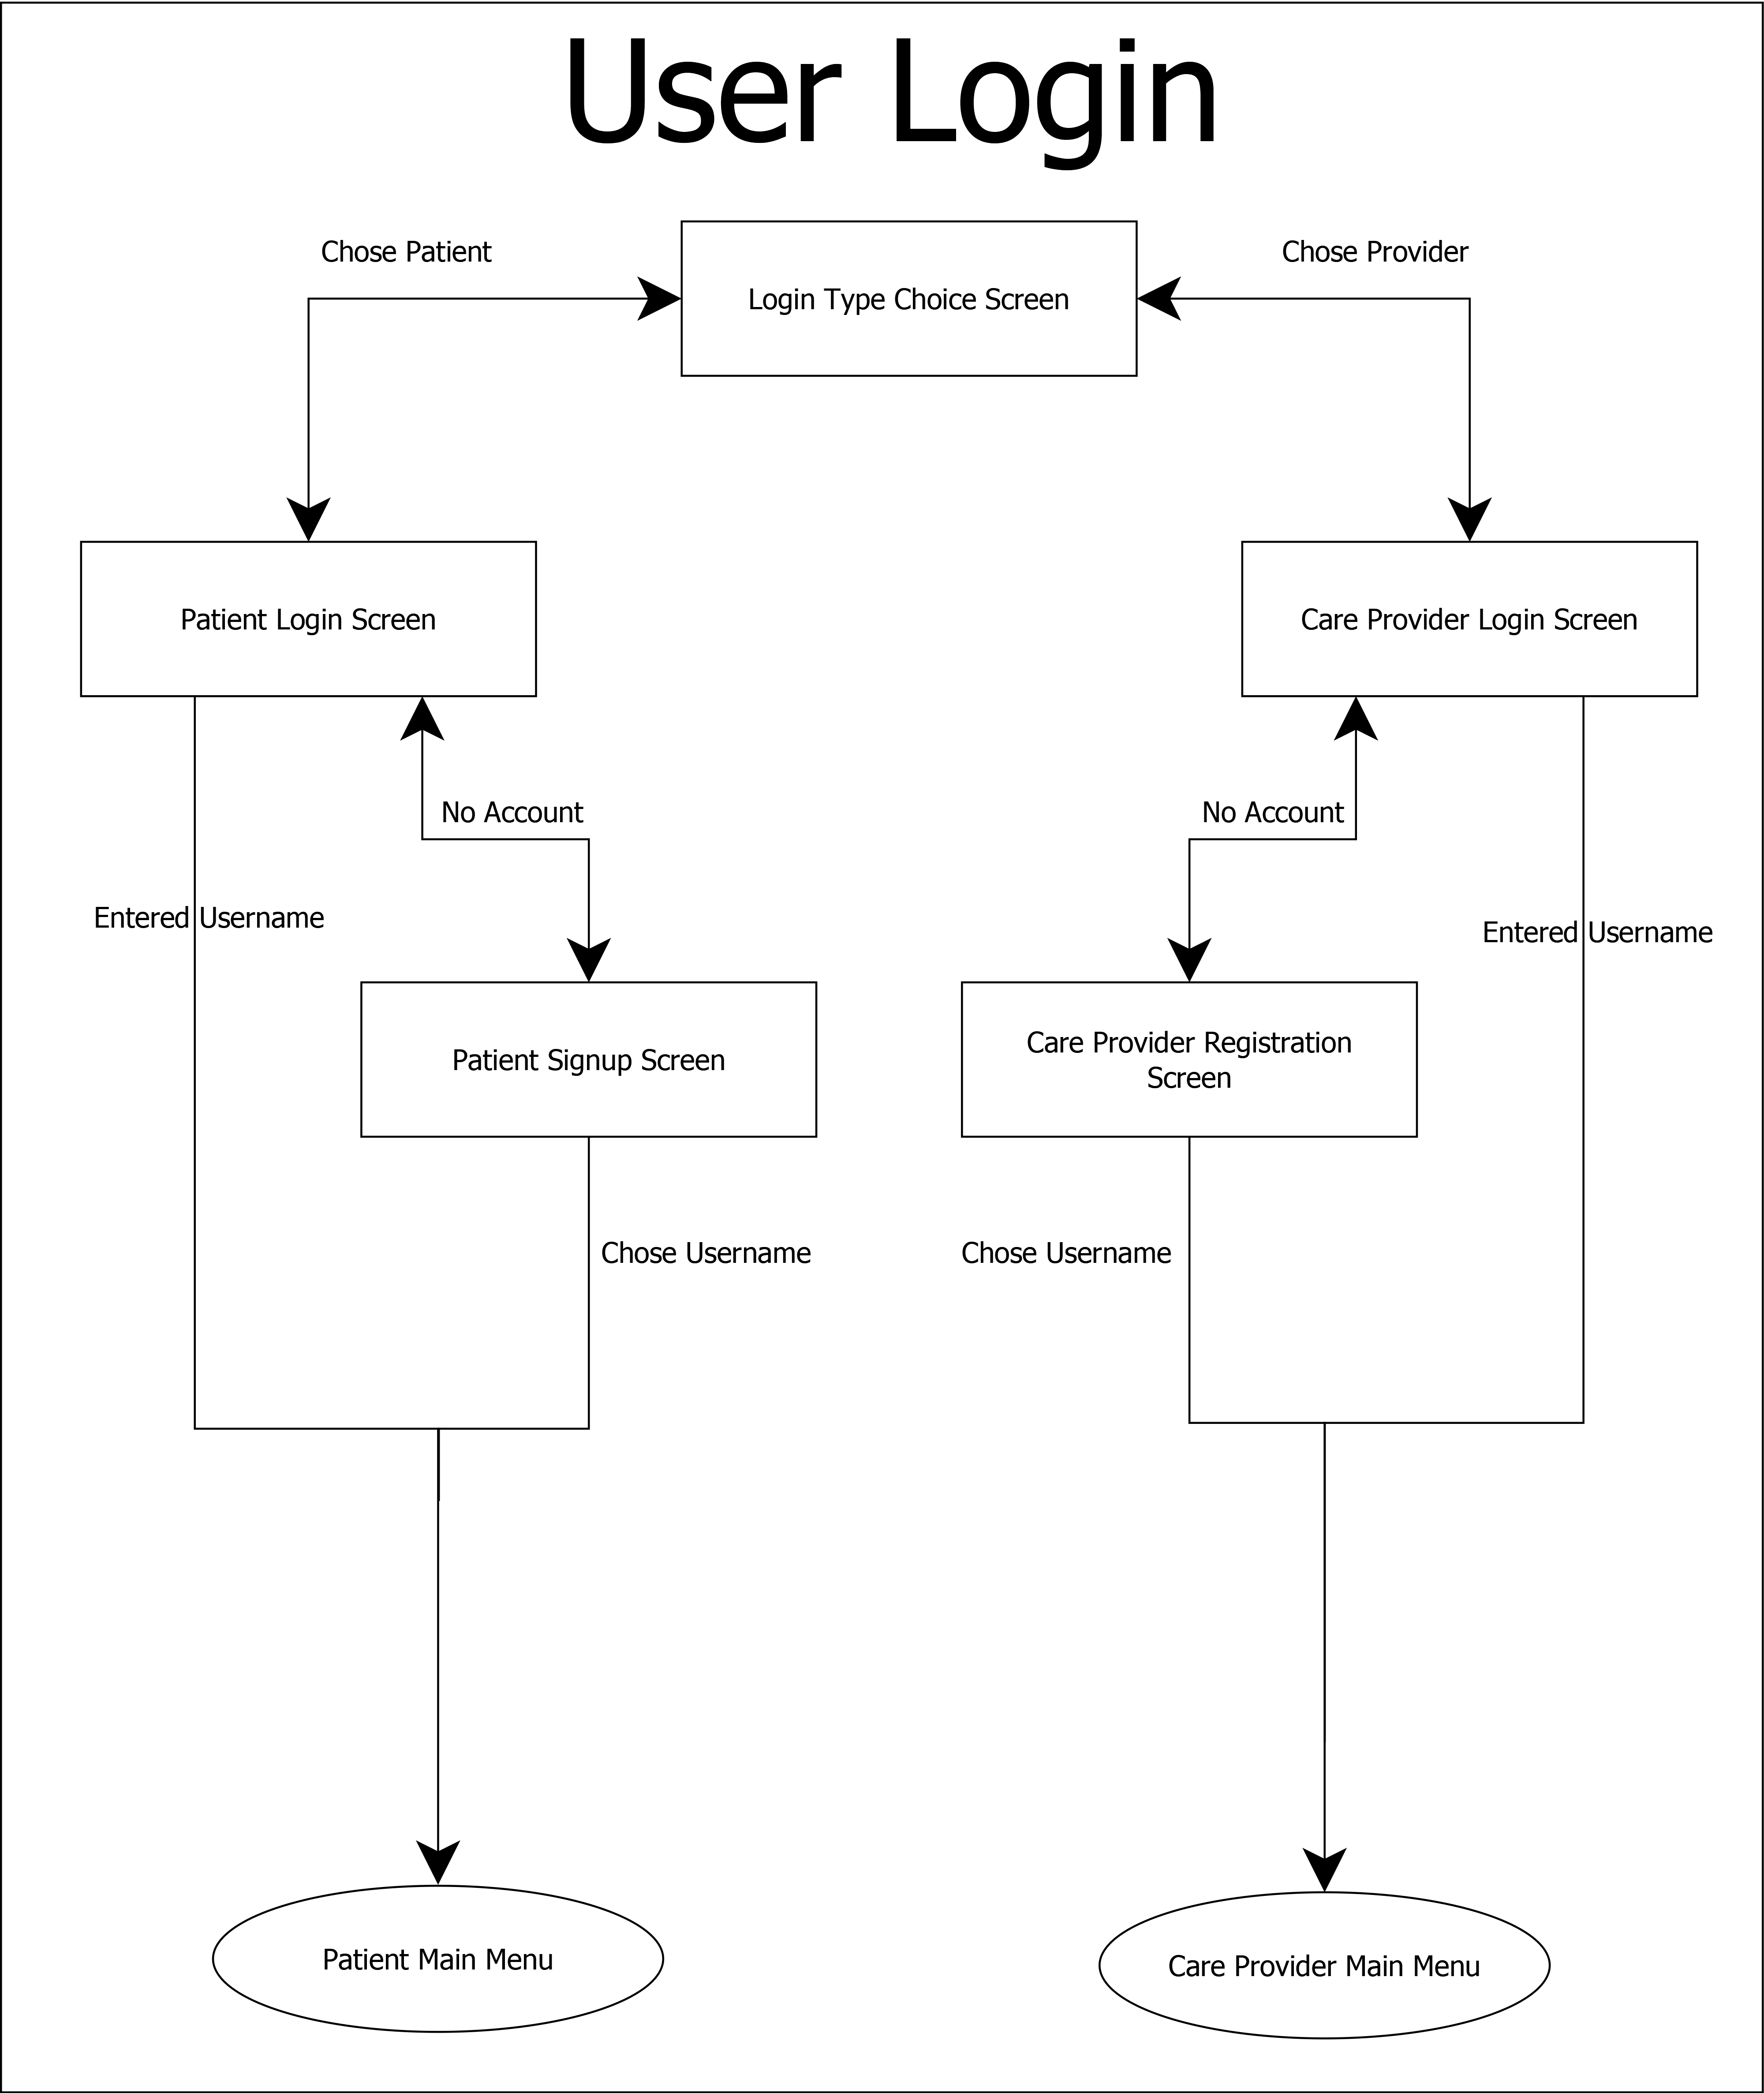 User Login
Chose Patient
Chose Provider
Login Type Choice Screen
Patient Login Screen
Care Provider Login Screen
No Account
No Account
Entered Username
Entered Username
Patient Signup Screen
Care Provider Registration
Screen
Chose Username
Chose Username
Patient Main Menu
Care Provider Main Menu